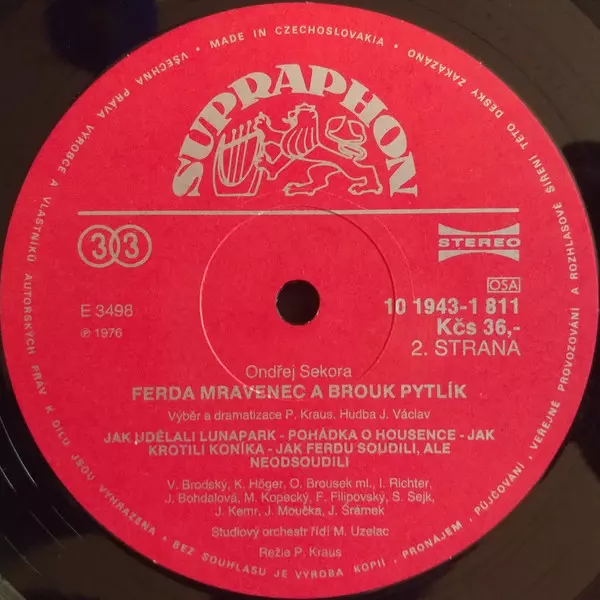 VŠECHNA PRÁVA VÝROBCE A VLASTNÍKŮ AUTORSKÝCH PRÁV K DÍLU JSOU VYHRAZENA • BEZ SOUHLASU JE VÝROBA KOPIÍ, PRONÁJEM, PŮJČOVÁNÍ, VEŘEJNÉ PROVOZOVÁNÍ A ROZHLASOVÉ ŠÍŘENÍ TÉTO DESKY ZAKÁZÁNO • MADE IN CZECHOSLOVAKIA •
SUPRAPHON
33
STEREO
OSA
E 3498
10 1943-1 811
℗ 1976
Kčs 36,-
2. STRANA
Ondřej Sekora
FERDA MRAVENEC A BROUK PYTLÍK
Výběr a dramatizace P. Kraus. Hudba J. Václav
JAK UDĚLALI LUNAPARK - POHÁDKA O HOUSENCE - JAK
KROTILI KONÍKA - JAK FERDU SOUDILI, ALE
NEODSOUDILI
V. Brodský, K. Höger, O. Brousek ml., I. Richter,
J. Bohdalová, M. Kopecký, F. Filipovský, S. Sejk,
J. Kemr, J. Moučka, J. Šrámek
Studiový orchestr řídí M. Uzelac
Režie P. Kraus